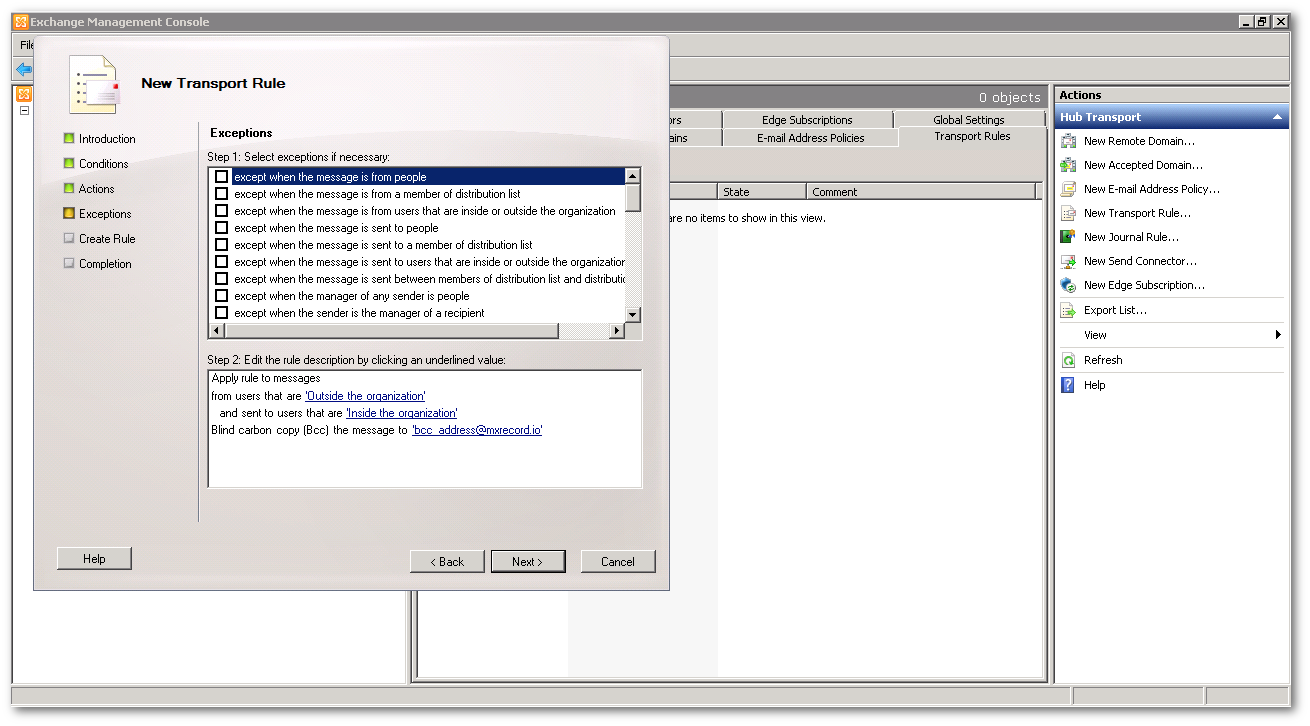 Exchange Management Console
File
New Transport Rule
Introduction
Conditions
Actions
Exceptions
Create Rule
Completion
Exceptions
Step 1: Select exceptions if necessary:
except when the message is from people
except when the message is from a member of distribution list
except when the message is from users that are inside or outside the organization
except when the message is sent to people
except when the message is sent to a member of distribution list
except when the message is sent to users that are inside or outside the organization
except when the message is sent between members of distribution list and distributio
except when the manager of any sender is people
except when the sender is the manager of a recipient
Step 2: Edit the rule description by clicking an underlined value:
Apply rule to messages
from users that are 'Outside the organization'
and sent to users that are 'Inside the organization'
Blind carbon copy (Bcc) the message to 'bcc_address@mxrecord.io'
Help
< Back
Next >
Cancel
0 objects
ors
Edge Subscriptions
Global Settings
ains
E-mail Address Policies
Transport Rules
State
Comment
are no items to show in this view.
Actions
Hub Transport
New Remote Domain...
New Accepted Domain...
New E-mail Address Policy...
New Transport Rule...
New Journal Rule...
New Send Connector...
New Edge Subscription...
Export List...
View
Refresh
Help